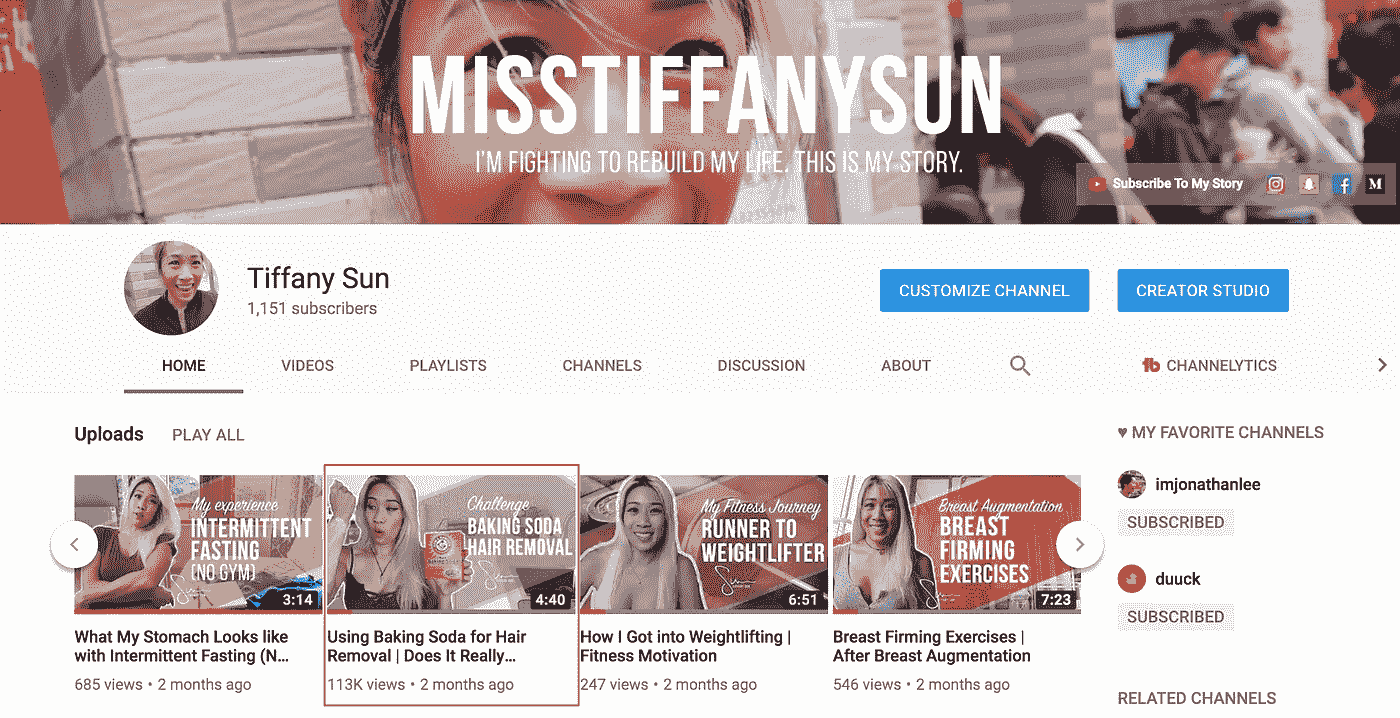 MISSTIFFANYSUN
I'M FIGHTING TO REBUILD MY LIFE. THIS IS MY STORY.
Subscribe To My Story
Tiffany Sun
1,151 subscribers
CUSTOMIZE CHANNEL
CREATOR STUDIO
HOME VIDEOS PLAYLISTS CHANNELS DISCUSSION ABOUT CHANNELYTICS
Uploads PLAY ALL
My experience
INTERMITTENT
FASTING
(NO GYM)
3:14
What My Stomach Looks like
with Intermittent Fasting (N...
685 views • 2 months ago
Challenge
BAKING SODA
HAIR REMOVAL
4:40
Using Baking Soda for Hair
Removal | Does It Really...
113K views • 2 months ago
My Fitness Journey
RUNNER TO
WEIGHTLIFTER
6:51
How I Got into Weightlifting |
Fitness Motivation
247 views • 2 months ago
Breast Augmentation
BREAST
FIRMING
EXERCISES
7:23
Breast Firming Exercises |
After Breast Augmentation
546 views • 2 months ago
♥ MY FAVORITE CHANNELS
imjonathanlee
SUBSCRIBED
duuck
SUBSCRIBED
RELATED CHANNELS